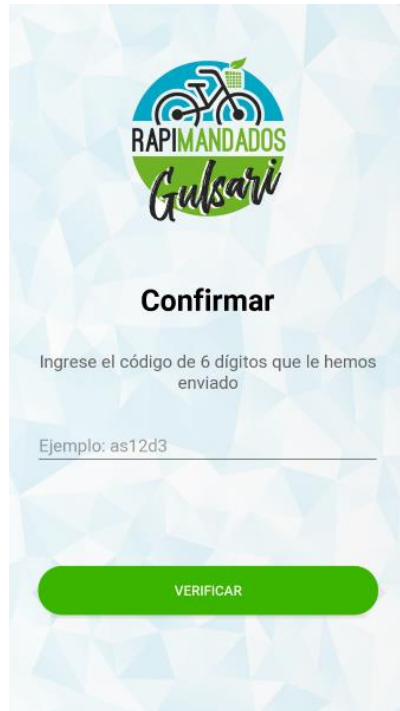 RAPIMANDADOS
Gulsari
Confirmar
Ingrese el código de 6 dígitos que le hemos
enviado
Ejemplo: as12d3
VERIFICAR